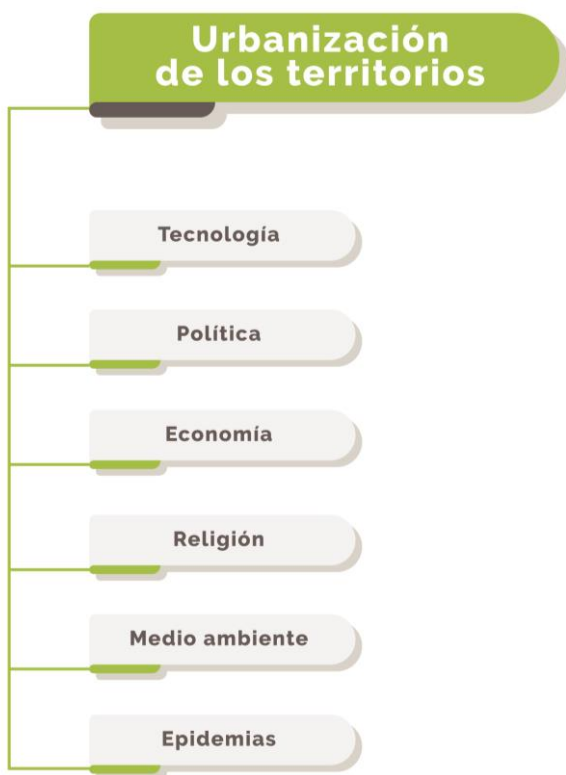 Urbanización
de los territorios
Tecnología
Política
Economía
Religión
Medio ambiente
Epidemias